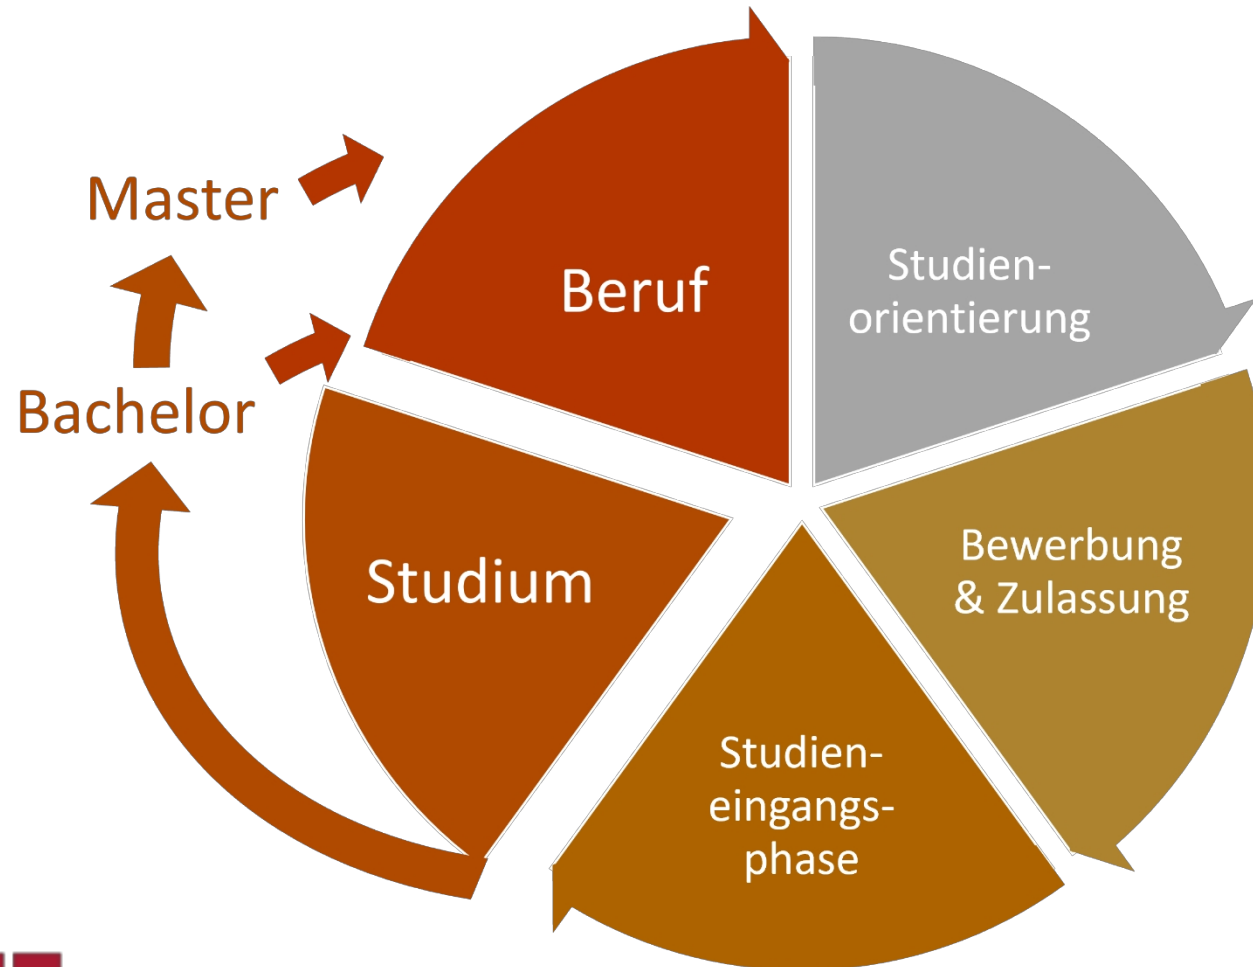 Master
Bachelor
Beruf
Studien-
orientierung
Bewerbung
& Zulassung
Studien-
eingangs-
phase
Studium